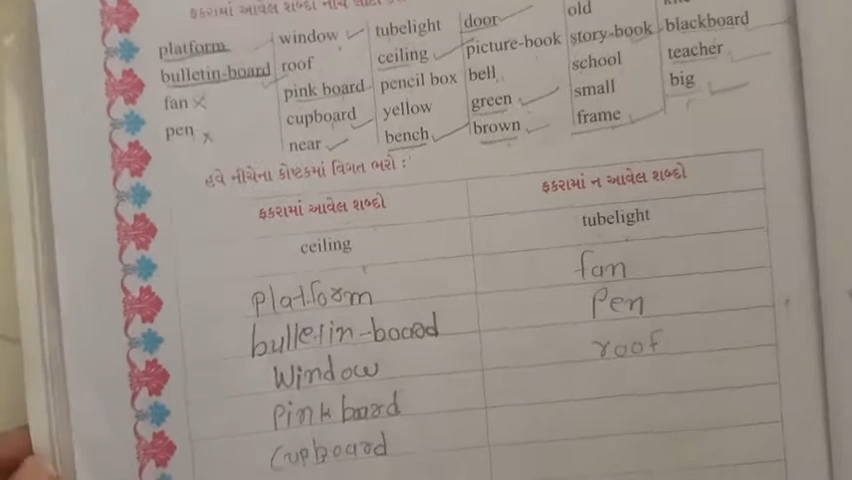 ફકરામાં આવેલ શબ્દો નીચે
platform window tubelight door old
bulletin-board roof ceiling picture-book story-book blackboard
fan pink board pencil box bell school teacher
pen cupboard yellow green small big
near bench brown frame
હવે નીચેના કોષ્ટકમાં વિગત ભરો :
ફકરામાં આવેલ શબ્દો ફકરામાં ન આવેલ શબ્દો
ceiling tubelight
platform fan
bulletin-board Pen
Window roof
Pink board
Cupboard